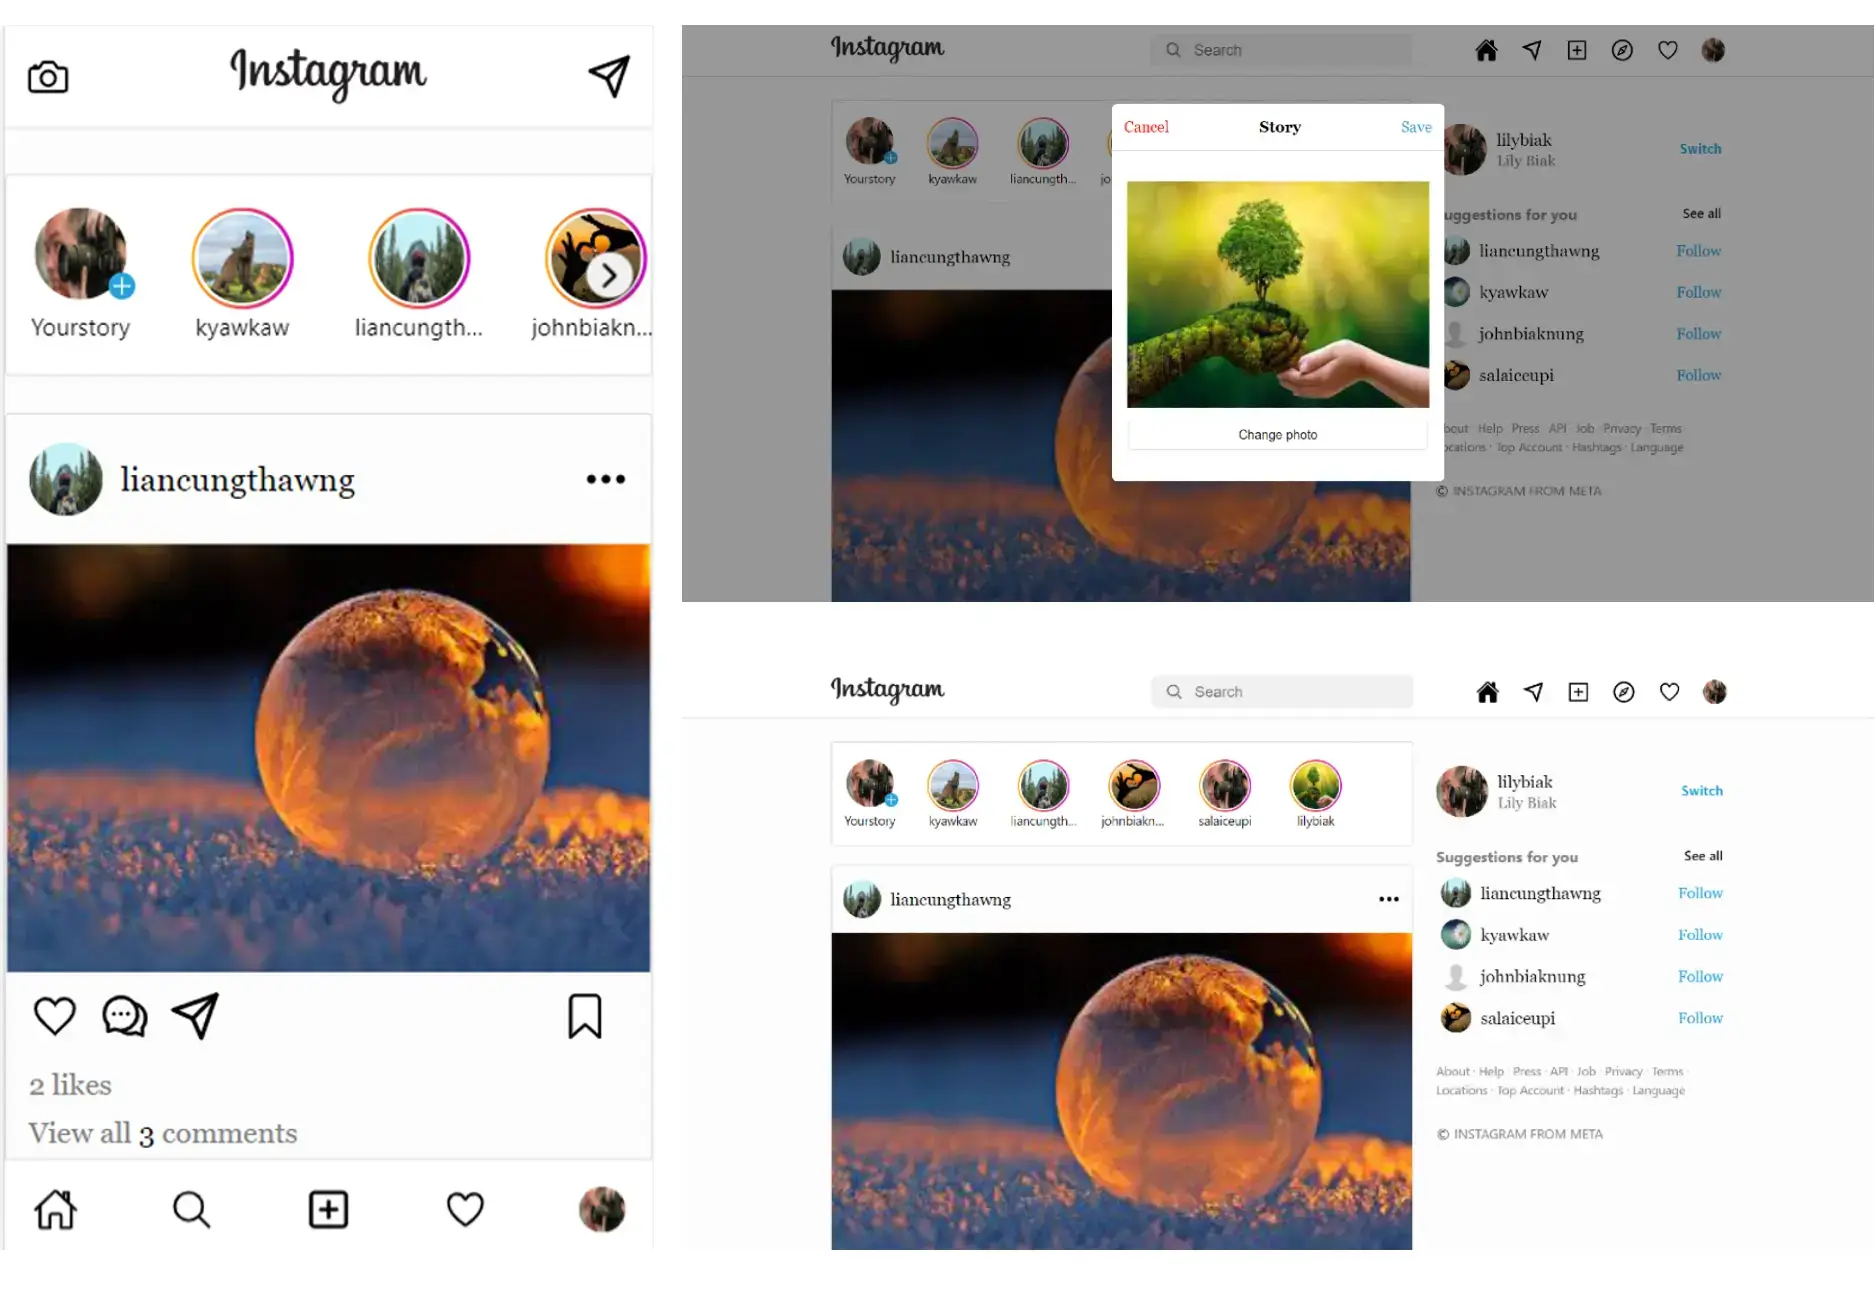 Instagram
Yourstory kyawkaw liancungth... johnbiakn...
liancungthawng
2 likes
View all 3 comments
Instagram Search
Cancel Story Save
Change photo
Yourstory kyawkaw liancungth... jo
liancungthawng
lilybiak
Lily Biak
Switch
uggestions for you See all
liancungthawng Follow
kyawkaw Follow
johnbiaknung Follow
salaiceupi Follow
bout · Help · Press · API · Job · Privacy · Terms
ocations · Top Account · Hashtags · Language
© INSTAGRAM FROM META
Instagram Search
Yourstory kyawkaw liancungth... johnbiakn... salaiceupi lilybiak
liancungthawng
lilybiak
Lily Biak
Switch
Suggestions for you See all
liancungthawng Follow
kyawkaw Follow
johnbiaknung Follow
salaiceupi Follow
About · Help · Press · API · Job · Privacy · Terms
Locations · Top Account · Hashtags · Language
© INSTAGRAM FROM META